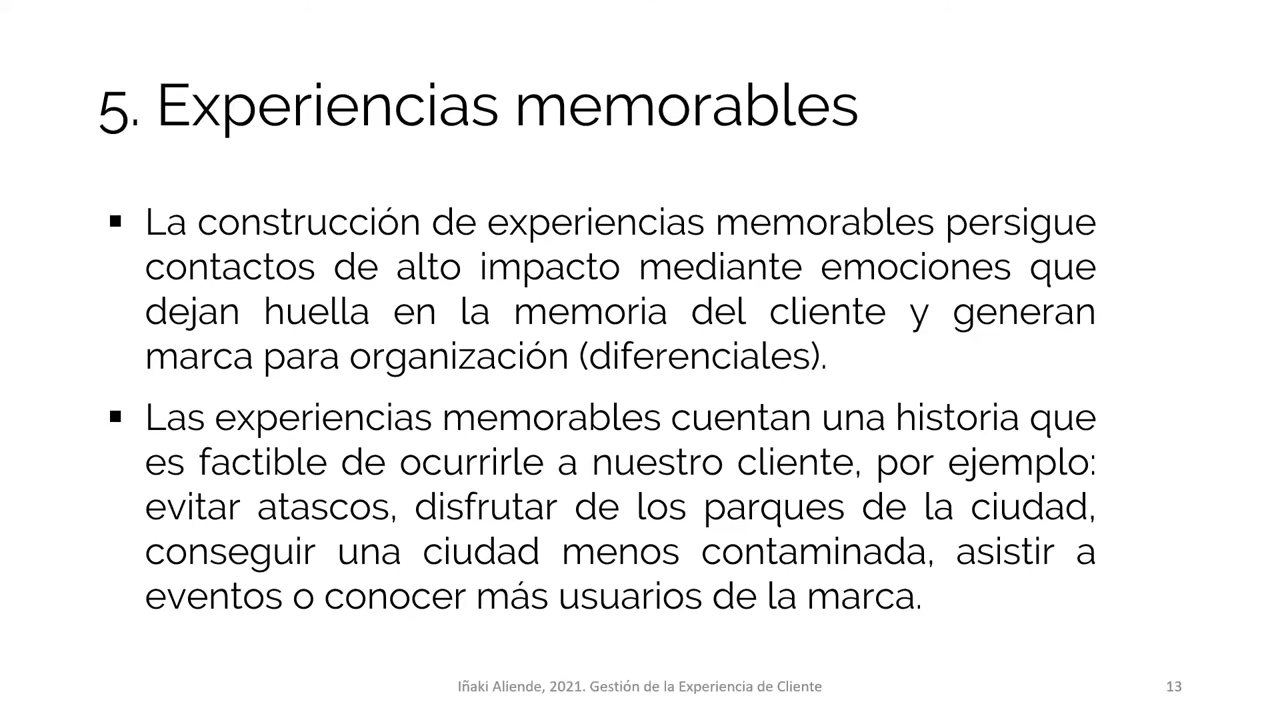 5. Experiencias memorables
▪ La construcción de experiencias memorables persigue
contactos de alto impacto mediante emociones que
dejan huella en la memoria del cliente y generan
marca para organización (diferenciales).
▪ Las experiencias memorables cuentan una historia que
es factible de ocurrirle a nuestro cliente, por ejemplo:
evitar atascos, disfrutar de los parques de la ciudad,
conseguir una ciudad menos contaminada, asistir a
eventos o conocer más usuarios de la marca.
Iñaki Aliende, 2021. Gestión de la Experiencia de Cliente
13